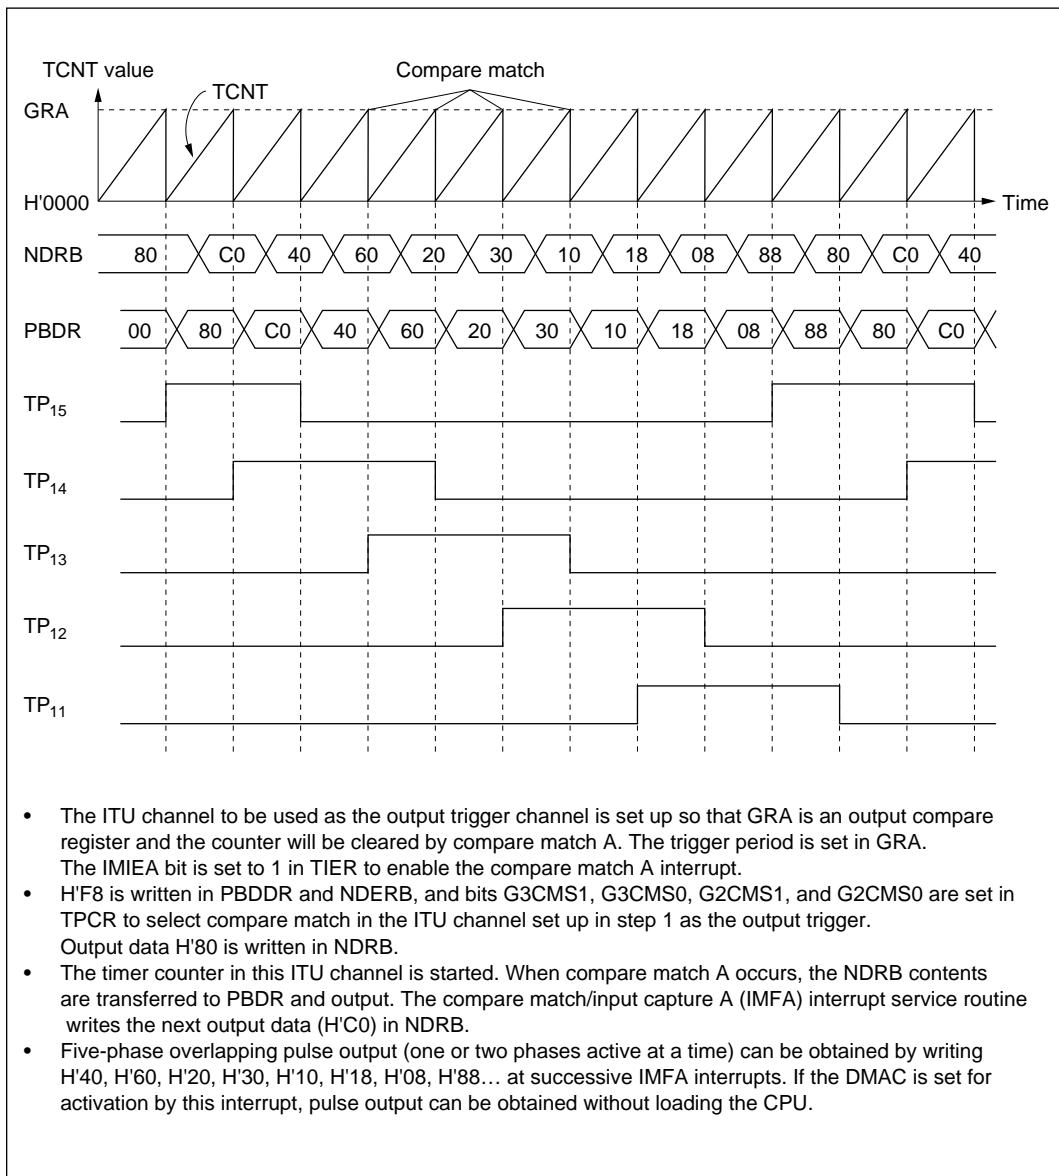 TCNT value
Compare match
TCNT
GRA
H'0000
Time
NDRB 80 C0 40 60 20 30 10 18 08 88 80 C0 40
PBDR 00 80 C0 40 60 20 30 10 18 08 88 80 C0
TP15
TP14
TP13
TP12
TP11
• The ITU channel to be used as the output trigger channel is set up so that GRA is an output compare
register and the counter will be cleared by compare match A. The trigger period is set in GRA.
The IMIEA bit is set to 1 in TIER to enable the compare match A interrupt.
• H'F8 is written in PBDDR and NDERB, and bits G3CMS1, G3CMS0, G2CMS1, and G2CMS0 are set in
TPCR to select compare match in the ITU channel set up in step 1 as the output trigger.
Output data H'80 is written in NDRB.
• The timer counter in this ITU channel is started. When compare match A occurs, the NDRB contents
are transferred to PBDR and output. The compare match/input capture A (IMFA) interrupt service routine
writes the next output data (H'C0) in NDRB.
• Five-phase overlapping pulse output (one or two phases active at a time) can be obtained by writing
H'40, H'60, H'20, H'30, H'10, H'18, H'08, H'88… at successive IMFA interrupts. If the DMAC is set for
activation by this interrupt, pulse output can be obtained without loading the CPU.